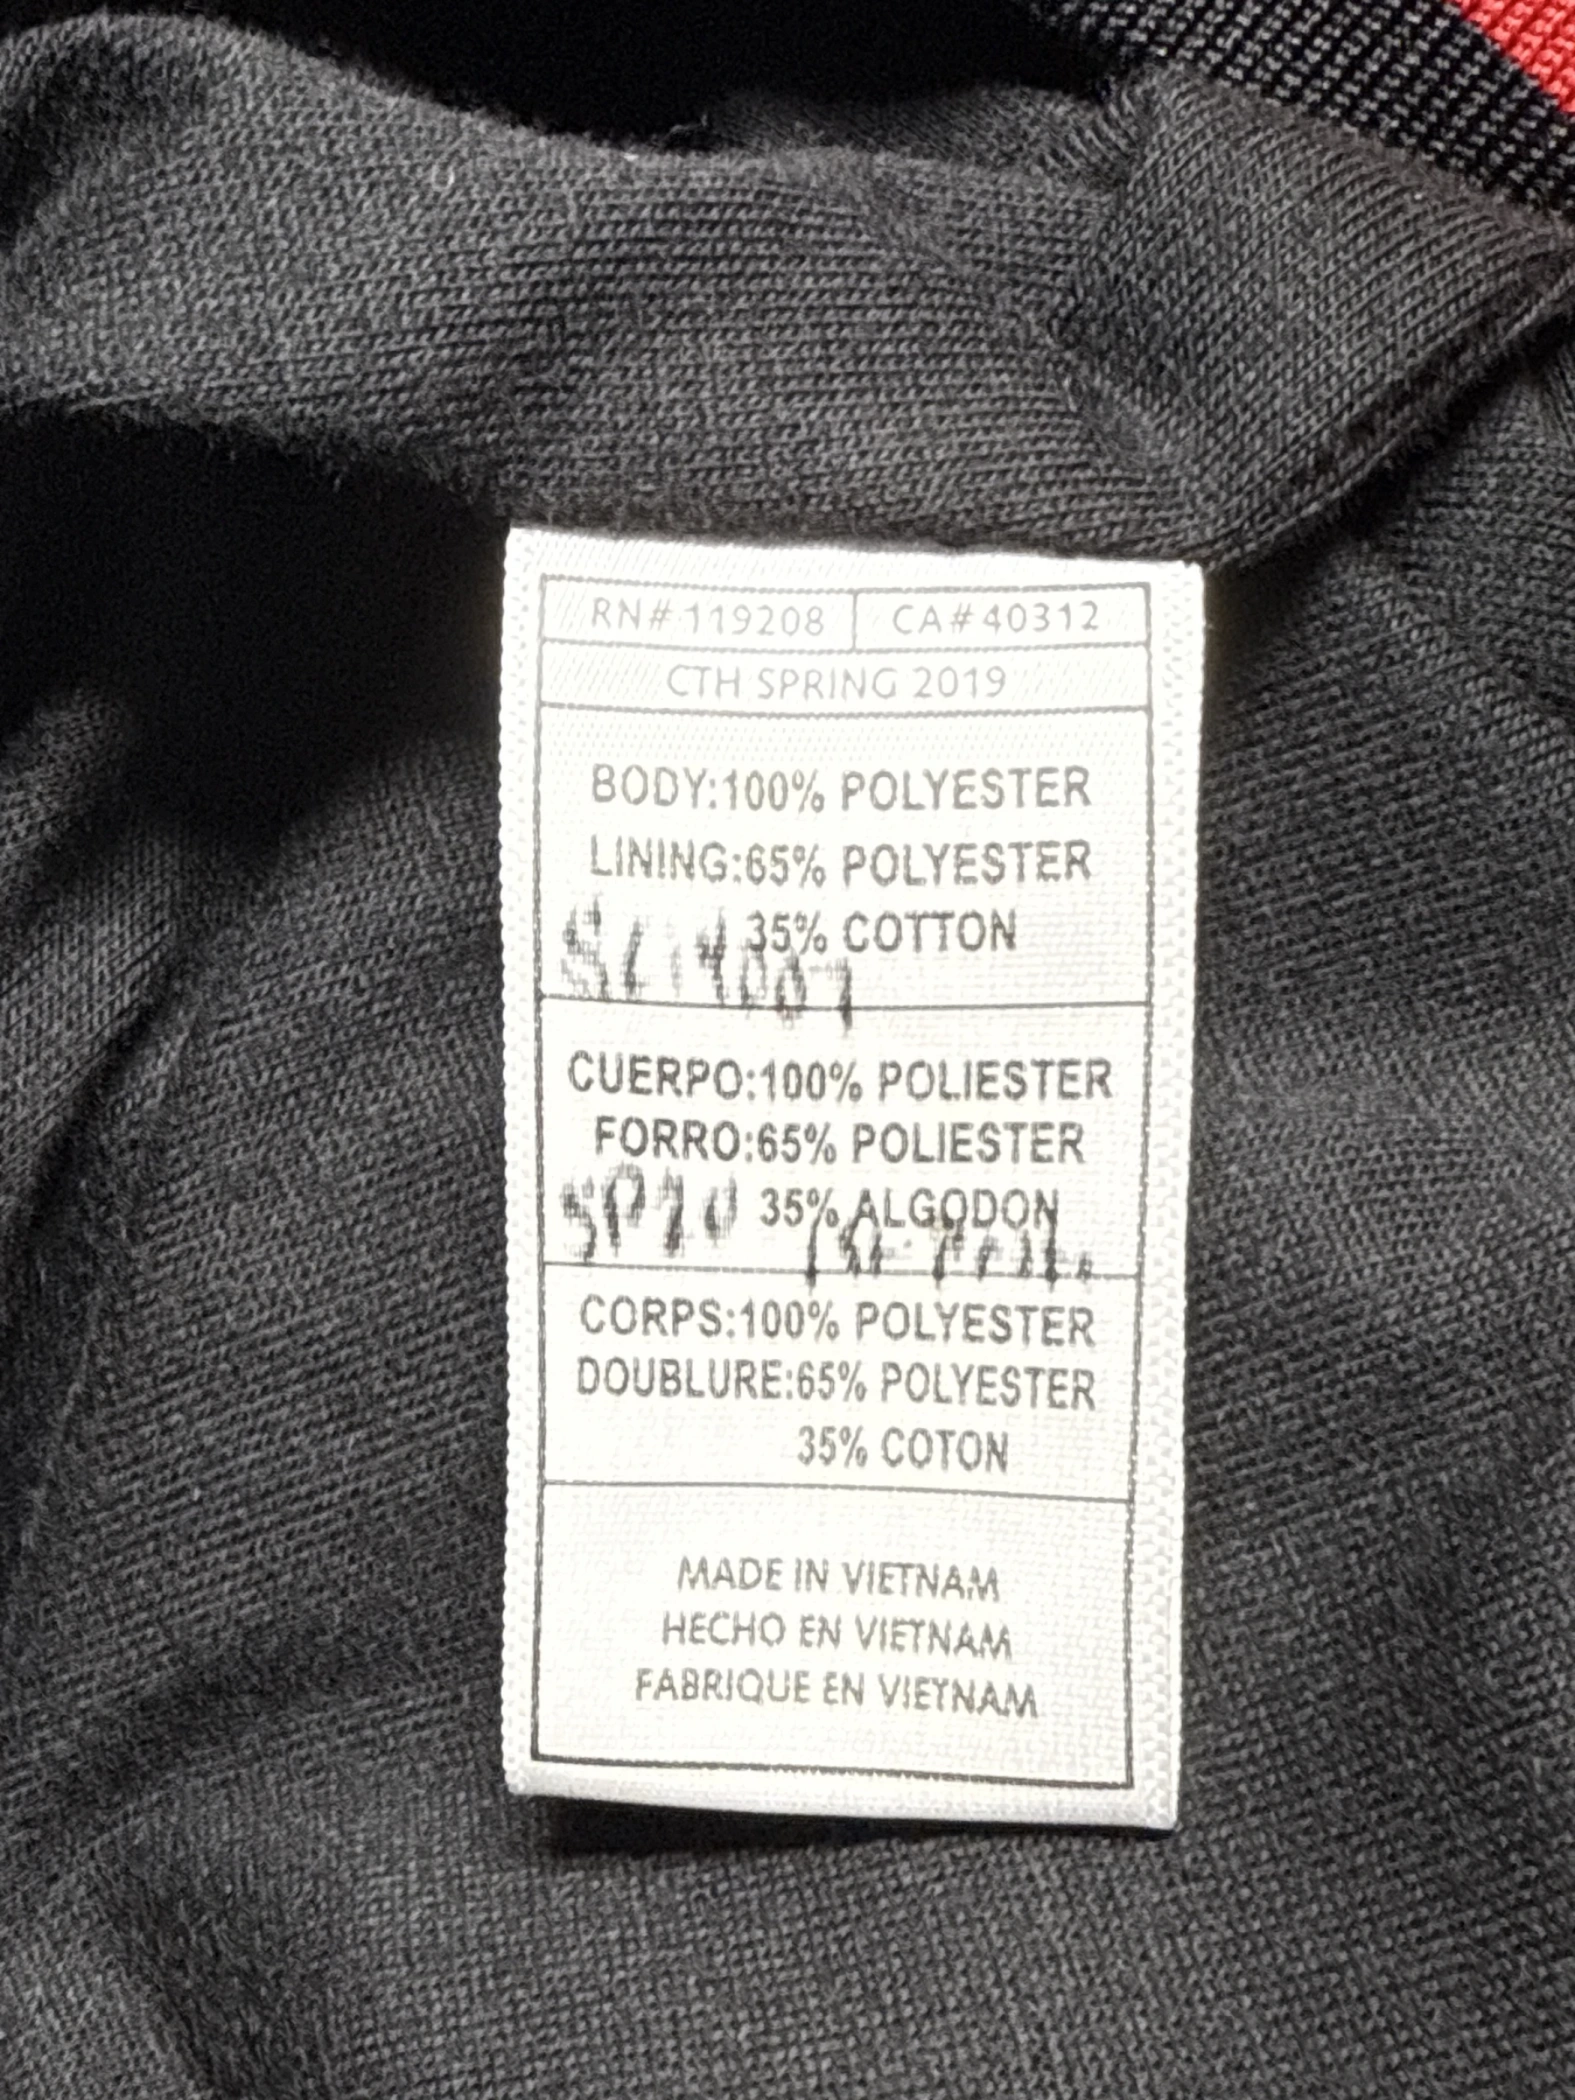 RN# 119208 CA# 40312
CTH SPRING 2019
BODY:100% POLYESTER
LINING:65% POLYESTER
35% COTTON
CUERPO:100% POLIESTER
FORRO:65% POLIESTER
35% ALGODON
CORPS:100% POLYESTER
DOUBLURE:65% POLYESTER
35% COTON
MADE IN VIETNAM
HECHO EN VIETNAM
FABRIQUE EN VIETNAM